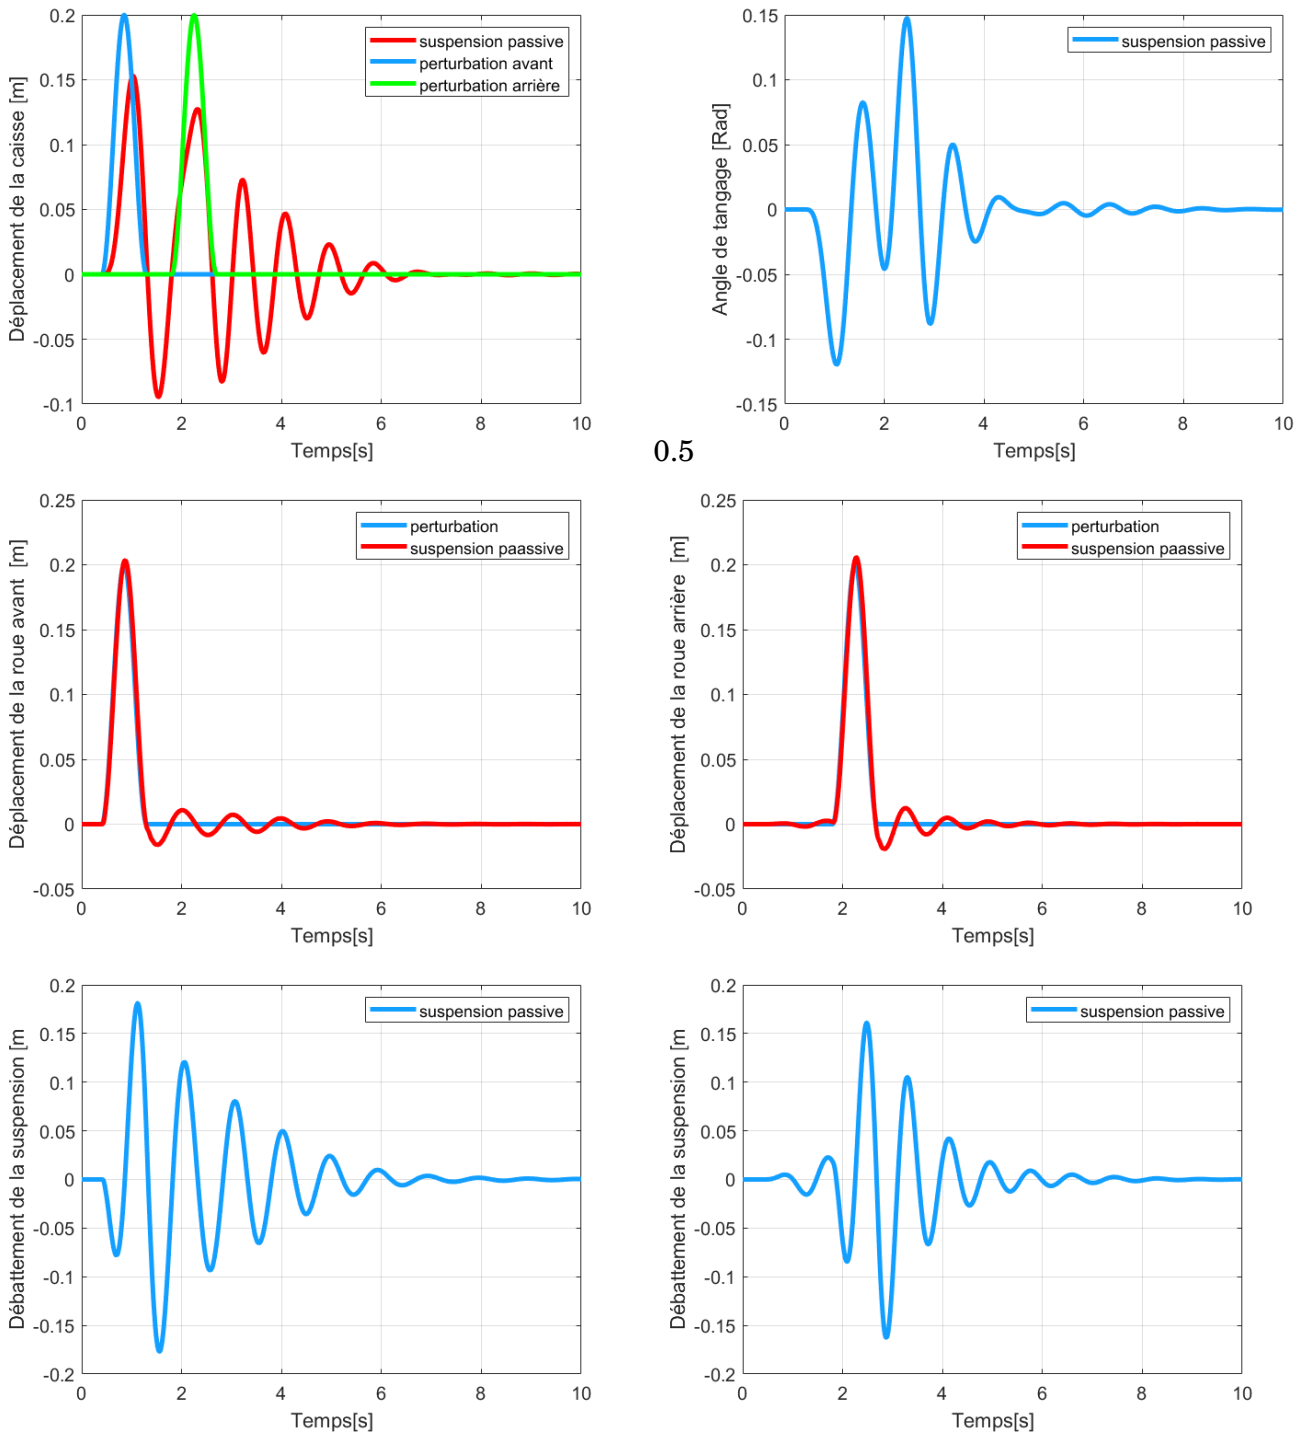 0.2
0.15
0.1
0.05
0
-0.05
-0.1
0 2 4 6 8 10
Temps[s]
Déplacement de la caisse [m]
suspension passive
perturbation avant
perturbation arrière
0.15
0.1
0.05
0
-0.05
-0.1
-0.15
0 2 4 6 8 10
Temps[s]
Angle de tangage [Rad]
suspension passive
0.5
0.25
0.2
0.15
0.1
0.05
0
-0.05
0 2 4 6 8 10
Temps[s]
Déplacement de la roue avant [m]
perturbation
suspension paassive
0.25
0.2
0.15
0.1
0.05
0
-0.05
0 2 4 6 8 10
Temps[s]
Déplacement de la roue arrière [m]
perturbation
suspension paassive
0.2
0.15
0.1
0.05
0
-0.05
-0.1
-0.15
-0.2
0 2 4 6 8 10
Temps[s]
Débattement de la suspension [m
suspension passive
0.2
0.15
0.1
0.05
0
-0.05
-0.1
-0.15
-0.2
0 2 4 6 8 10
Temps[s]
Débattement de la suspension [m
suspension passive